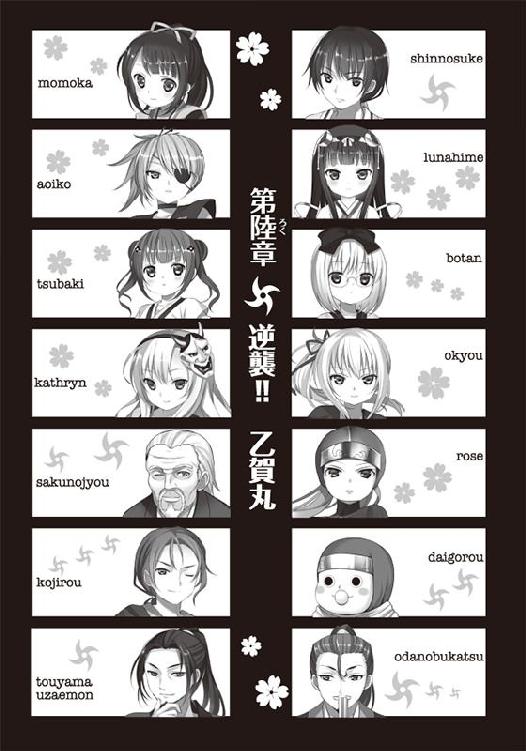 momoka
shinnosuke
aoiko
lunahime
tsubaki
botan
kathryn
okyou
sakunojyou
rose
kojirou
daigorou
touyama
uzaemon
odanobukatsu
第陸章
ろく
逆襲!!
乙賀丸